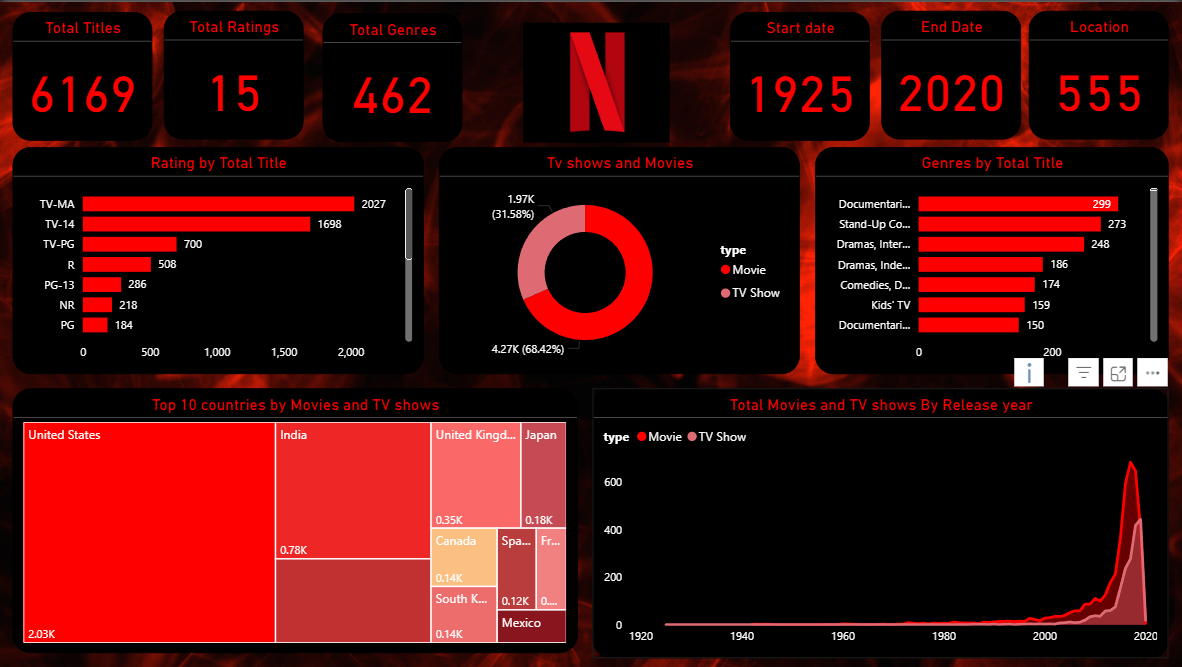 Total Titles
6169
Total Ratings
15
Total Genres
462
N
Start date
1925
End Date
2020
Location
555
Rating by Total Title
TV-MA 2027
TV-14 1698
TV-PG 700
R 508
PG-13 286
NR 218
PG 184
0 500 1,000 1,500 2,000
Tv shows and Movies
1.97K
(31.58%)
4.27K (68.42%)
type
Movie
TV Show
Genres by Total Title
Documentari... 299
Stand-Up Co... 273
Dramas, Inter... 248
Dramas, Inde... 186
Comedies, D... 174
Kids' TV 159
Documentari... 150
0 200
Top 10 countries by Movies and TV shows
United States
2.03K
India
0.78K
United Kingd...
0.35K
Japan
0.18K
Canada
0.14K
South K...
0.14K
Spa...
0.12K
Fr...
0....
Mexico
Total Movies and TV shows By Release year
type Movie TV Show
600
400
200
0
1920 1940 1960 1980 2000 2020